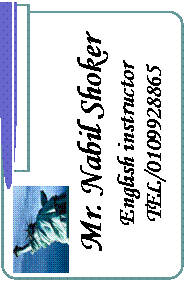 Mr. Nabil Shoker
English instructor
TEL/0109928865